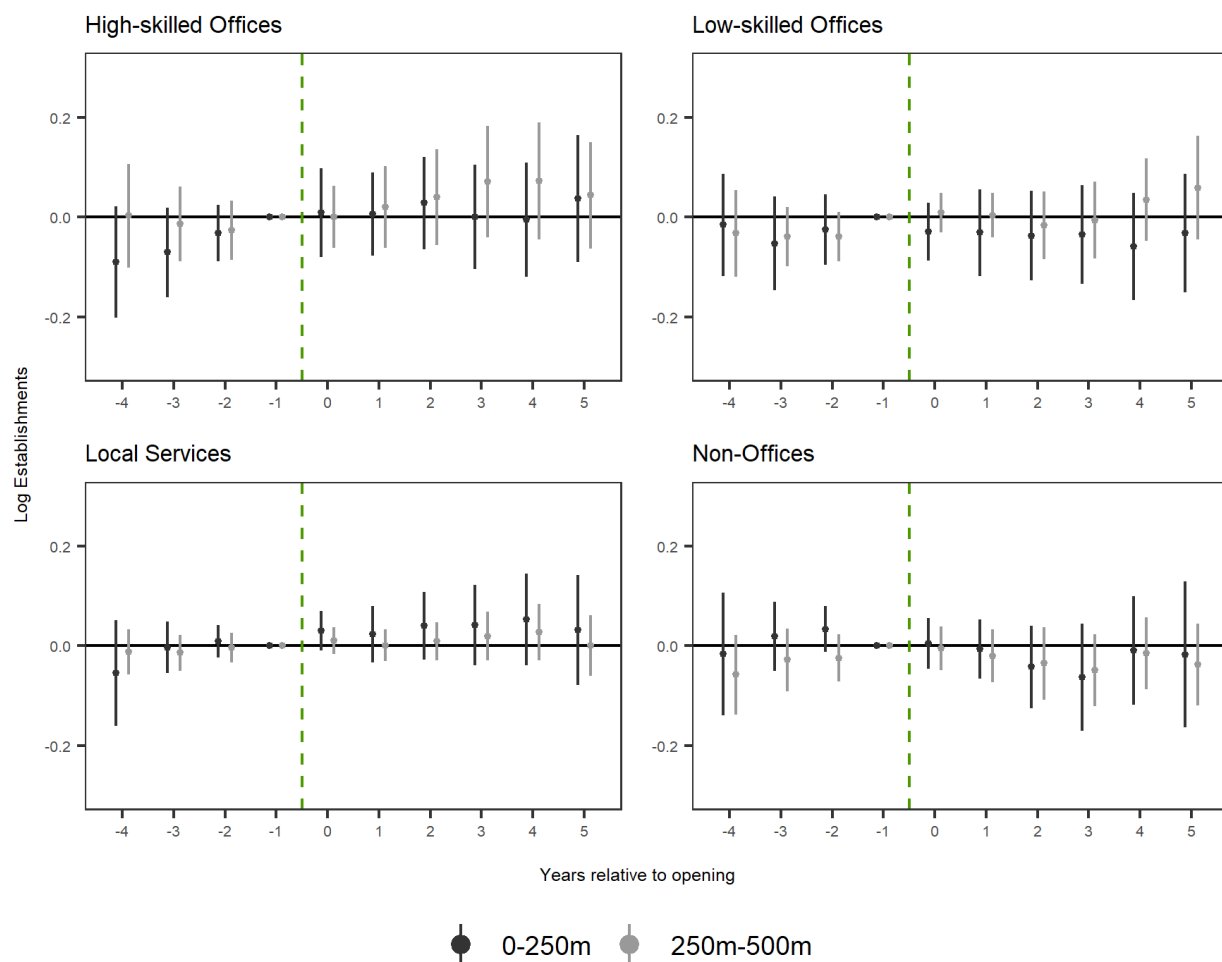 High-skilled Offices
Low-skilled Offices
0.2
0.0
-0.2
0.2
0.0
-0.2
-4 -3 -2 -1 0 1 2 3 4 5
-4 -3 -2 -1 0 1 2 3 4 5
Log Establishments
Local Services
Non-Offices
0.2
0.0
-0.2
0.2
0.0
-0.2
-4 -3 -2 -1 0 1 2 3 4 5
-4 -3 -2 -1 0 1 2 3 4 5
Years relative to opening
0-250m 250m-500m